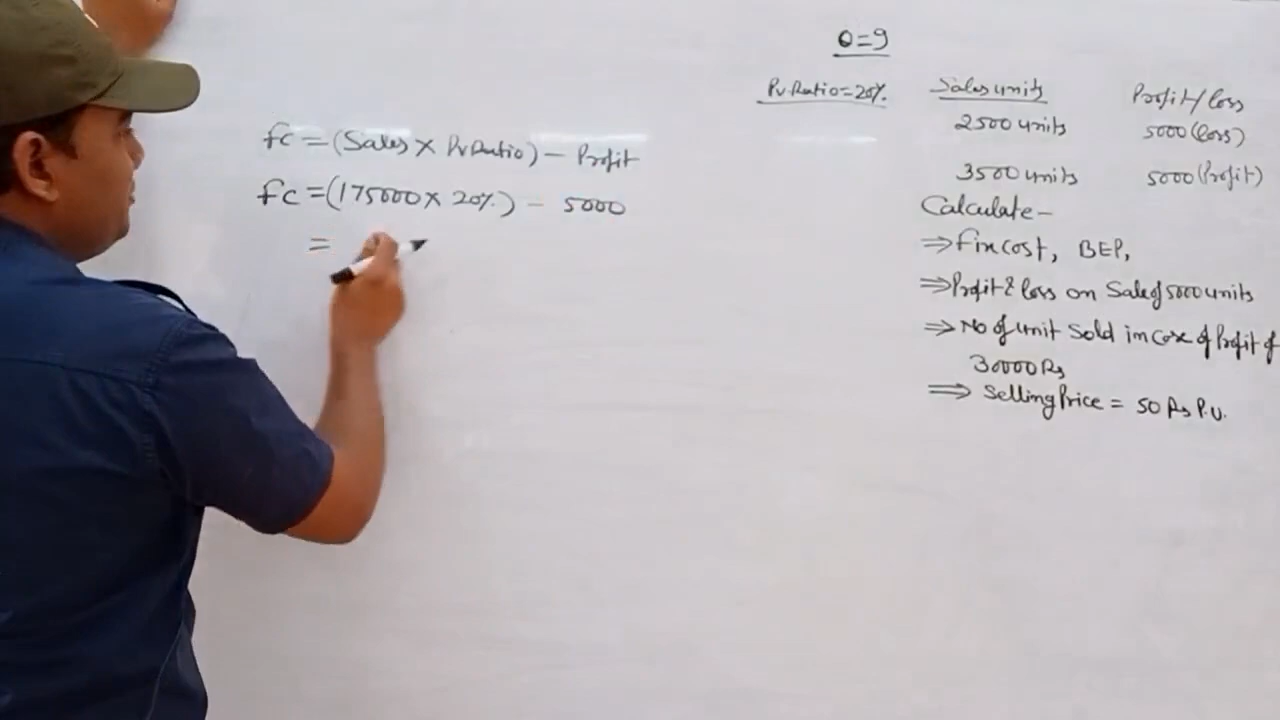 Q=9
Pv Ratio=20%. Sales units Profit/loss
2500 units 5000 (loss)
3500 units 5000 (Profit)
Calculate-
⇒ fix cost, BEP,
⇒ Profit & loss on Sale of 5000 units
⇒ No of unit Sold in Case of Profit of
30000 Rs
⇒ Selling Price = 50 Rs P.U.
fc = (Sales × Pv Ratio) - Profit
fc = (175000 × 20%.) - 5000
=